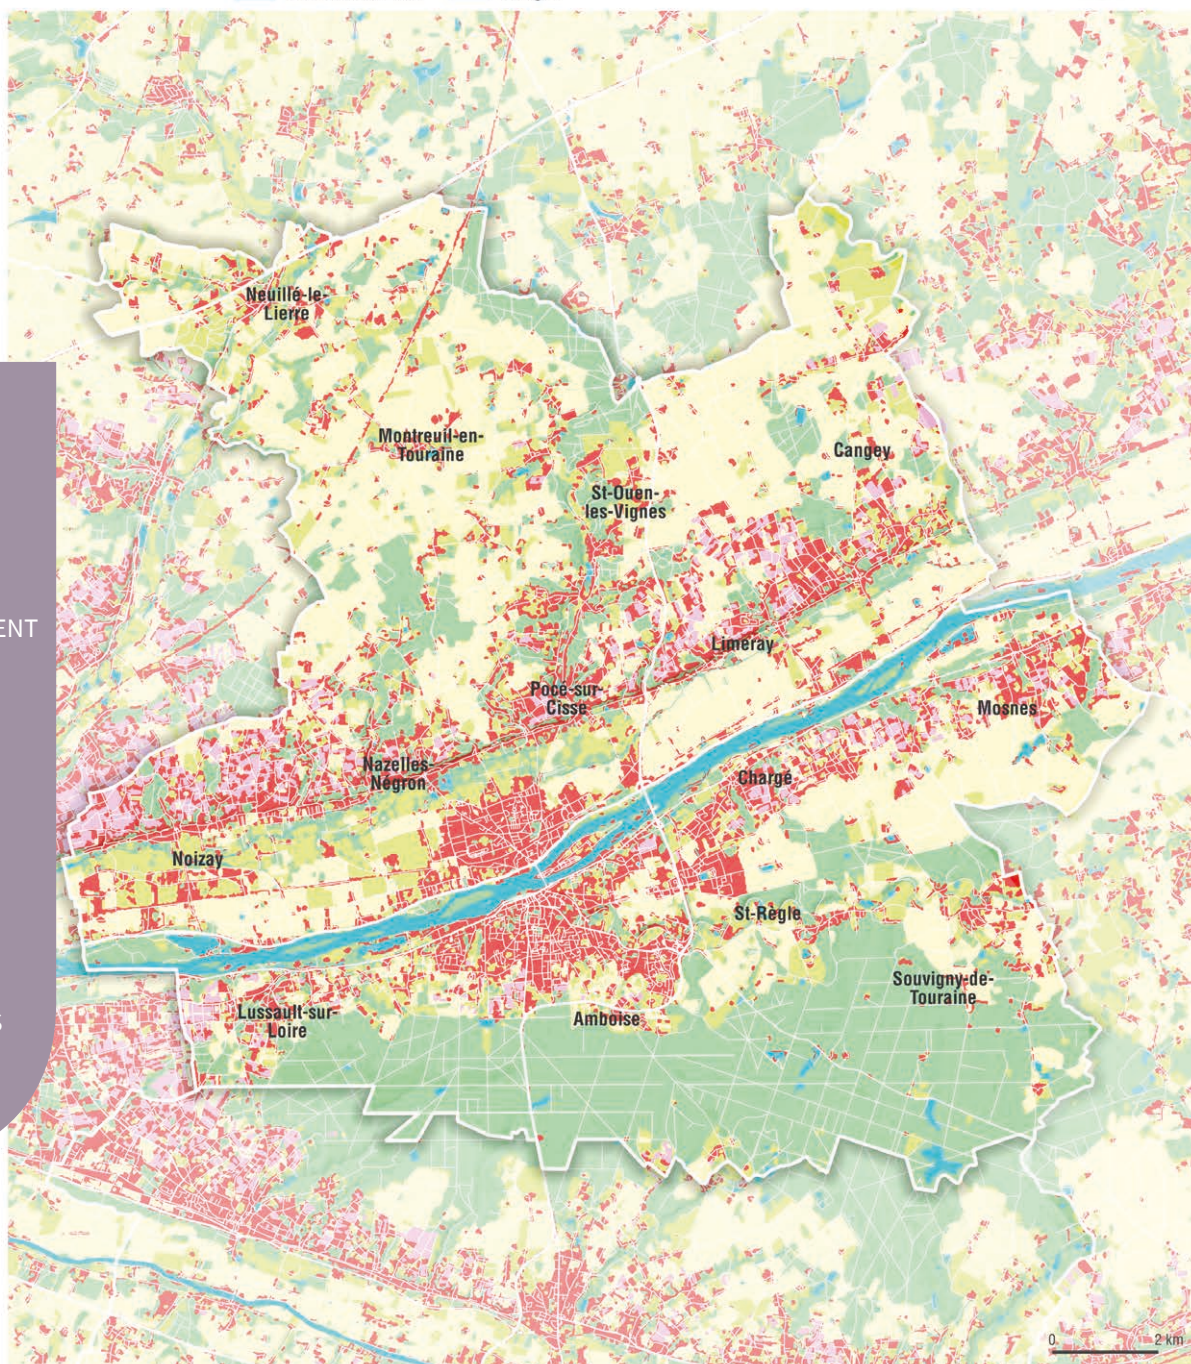 Neuillé-le-
Lierre
Montreuil-en-
Touraine
Cangey
St-Ouen-
les-Vignes
ENT
Limeray
Pocé-sur-
Cisse
Mosnes
Nazelles-
Négron
Chargé
Noizay
St-Règle
Souvigny-de-
Touraine
Lussault-sur-
Loire
Amboise
S
0 2 km